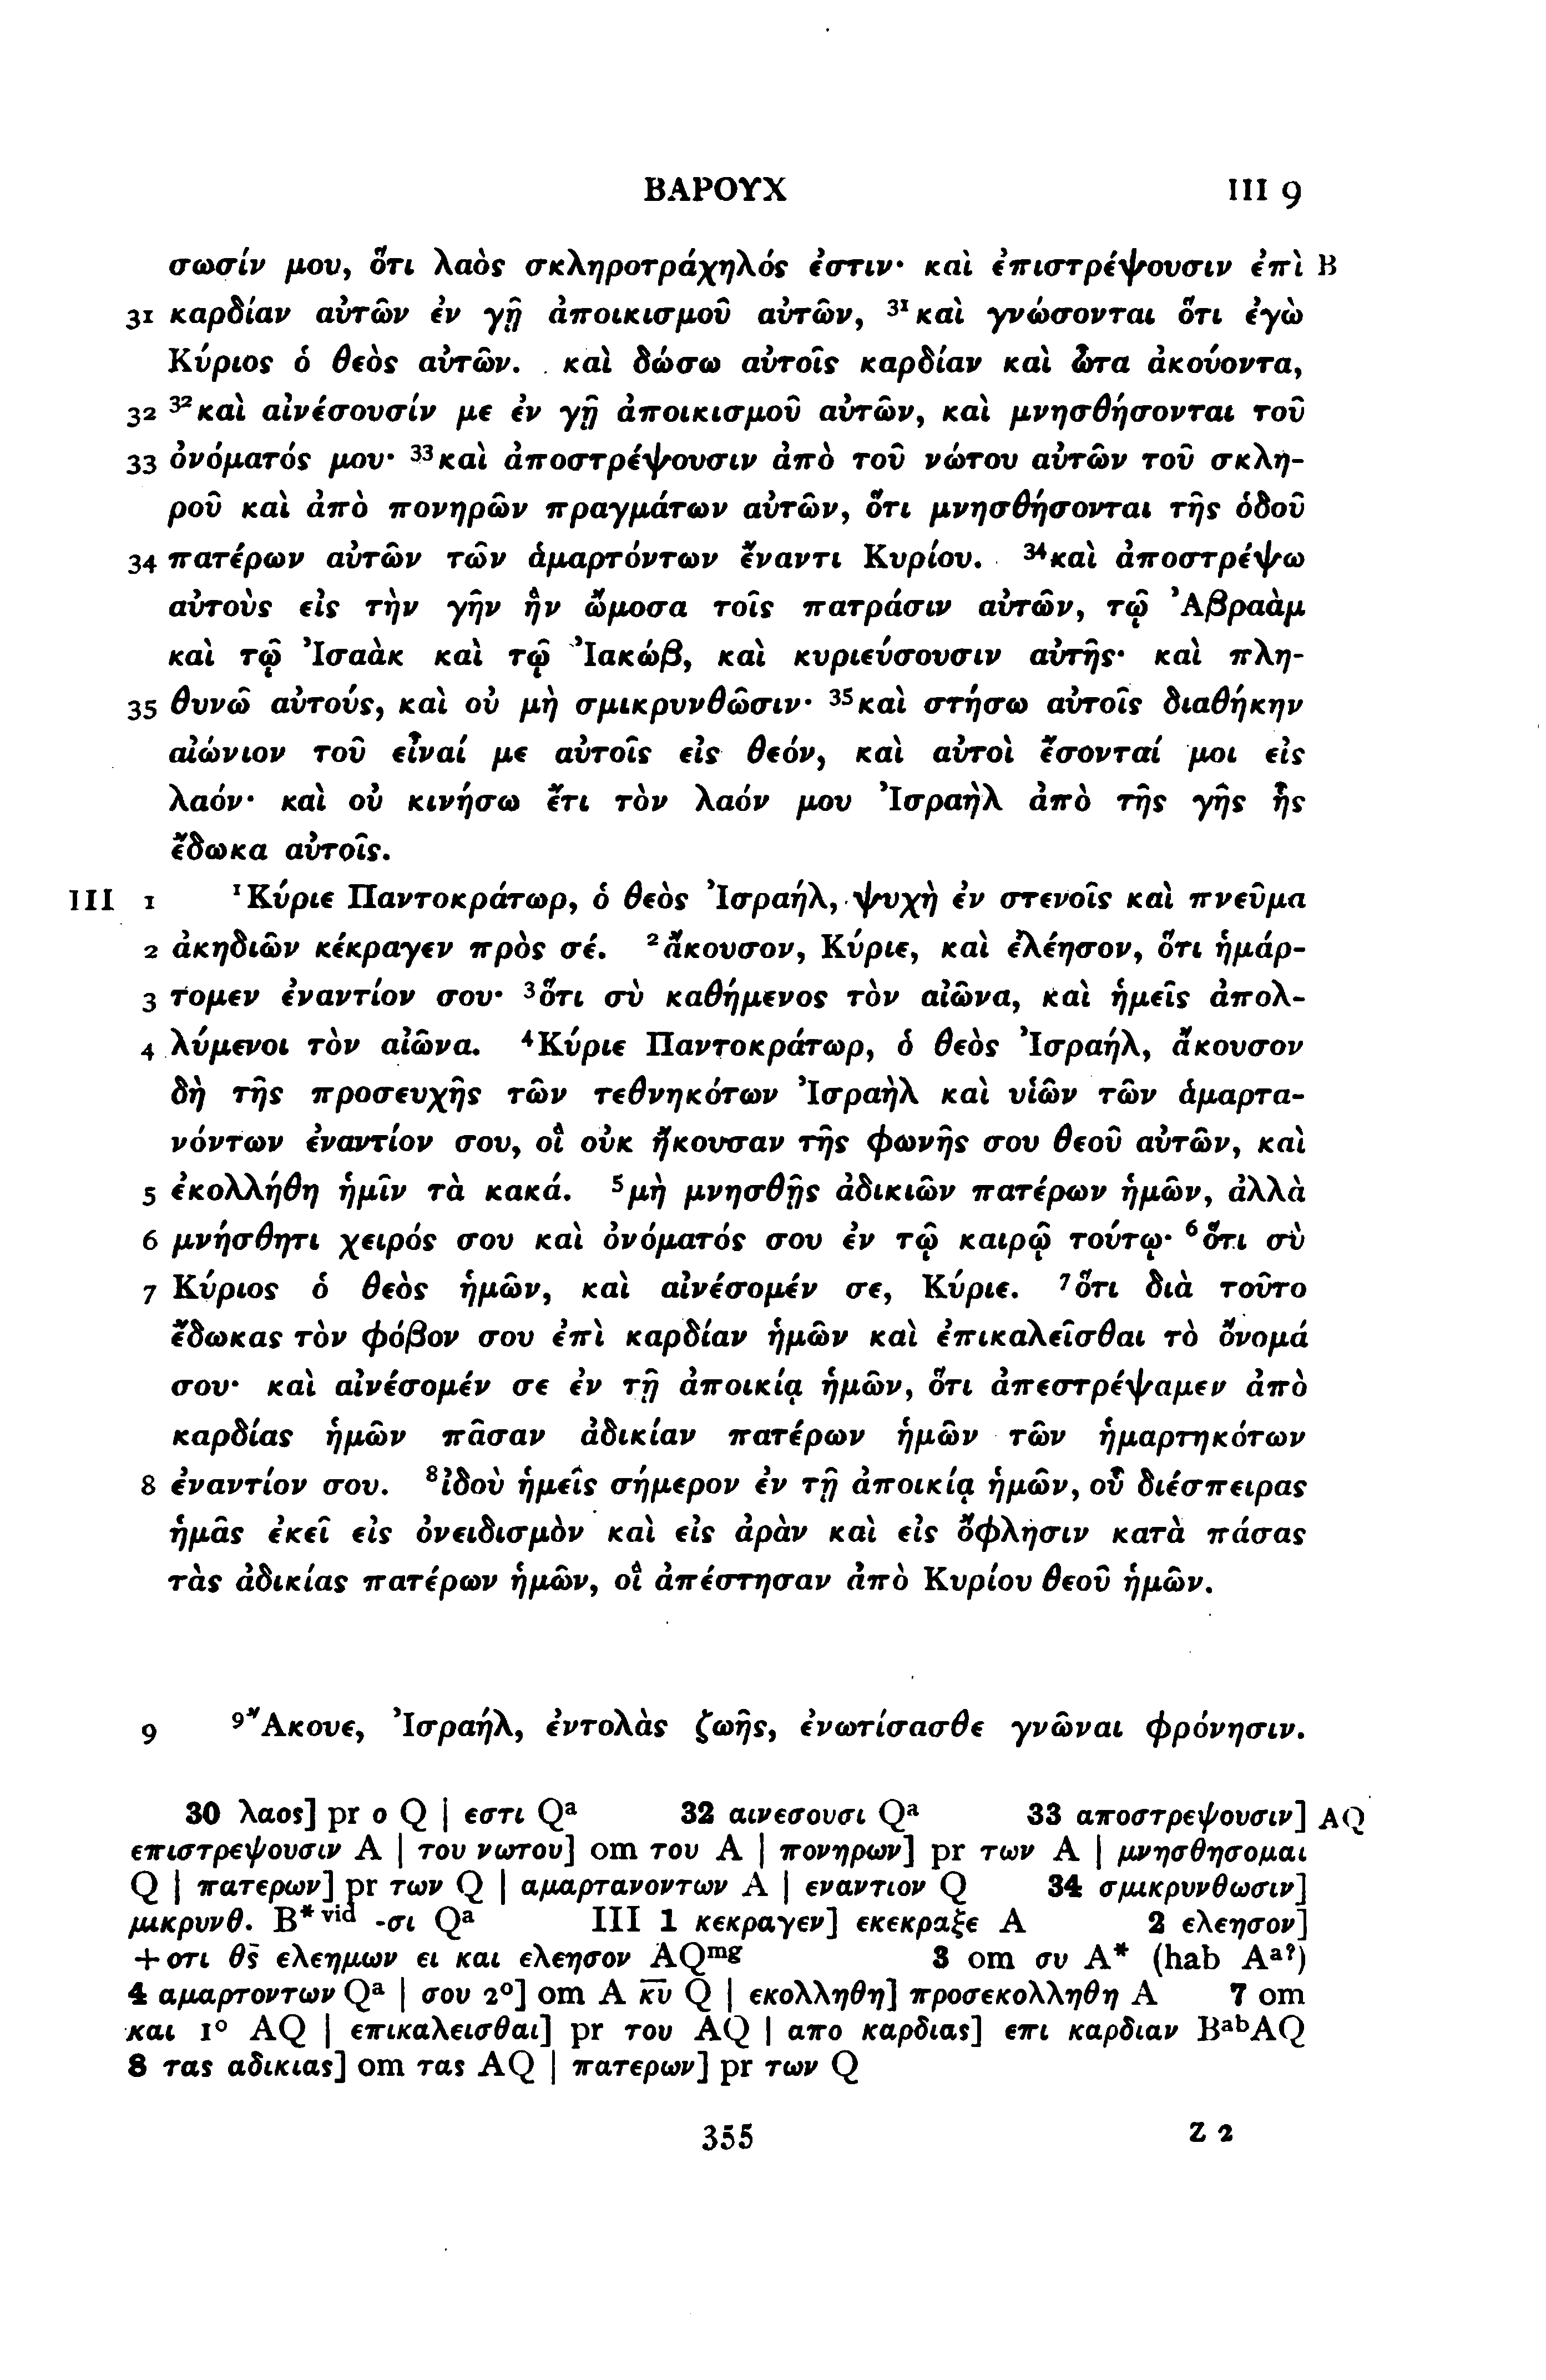 ΒΑΡΟΥΧ III 9
σωσίν μου, ὅτι λαὸς σκληροτράχηλός ἐστιν· καὶ ἐπιστρέψουσιν ἐπὶ B
31 καρδίαν αὐτῶν ἐν γῇ ἀποικισμοῦ αὐτῶν, ³¹καὶ γνώσονται ὅτι ἐγὼ
Κύριος ὁ θεὸς αὐτῶν. καὶ δώσω αὐτοῖς καρδίαν καὶ ὦτα ἀκούοντα,
32 ³²καὶ αἰνέσουσίν με ἐν γῇ ἀποικισμοῦ αὐτῶν, καὶ μνησθήσονται τοῦ
33 ὀνόματός μου· ³³καὶ ἀποστρέψουσιν ἀπὸ τοῦ νώτου αὐτῶν τοῦ σκλη-
ροῦ καὶ ἀπὸ πονηρῶν πραγμάτων αὐτῶν, ὅτι μνησθήσονται τῆς ὁδοῦ
34 πατέρων αὐτῶν τῶν ἁμαρτόντων ἔναντι Κυρίου. ³⁴καὶ ἀποστρέψω
αὐτοὺς εἰς τὴν γῆν ἣν ὤμοσα τοῖς πατράσιν αὐτῶν, τῷ Ἀβραὰμ
καὶ τῷ Ἰσαὰκ καὶ τῷ Ἰακώβ, καὶ κυριεύσουσιν αὐτῆς· καὶ πλη-
35 θυνῶ αὐτούς, καὶ οὐ μὴ σμικρυνθῶσιν· ³⁵καὶ στήσω αὐτοῖς διαθήκην
αἰώνιον τοῦ εἶναί με αὐτοῖς εἰς θεόν, καὶ αὐτοὶ ἔσονταί μοι εἰς
λαόν· καὶ οὐ κινήσω ἔτι τὸν λαόν μου Ἰσραὴλ ἀπὸ τῆς γῆς ἧς
ἔδωκα αὐτοῖς.
III 1 ¹Κύριε Παντοκράτωρ, ὁ θεὸς Ἰσραήλ, ψυχὴ ἐν στενοῖς καὶ πνεῦμα
2 ἀκηδιῶν κέκραγεν πρὸς σέ. ²ἄκουσον, Κύριε, καὶ ἐλέησον, ὅτι ἡμάρ-
3 τομεν ἐναντίον σου· ³ὅτι σὺ καθήμενος τὸν αἰῶνα, καὶ ἡμεῖς ἀπολ-
4 λύμενοι τὸν αἰῶνα. ⁴Κύριε Παντοκράτωρ, ὁ θεὸς Ἰσραήλ, ἄκουσον
δὴ τῆς προσευχῆς τῶν τεθνηκότων Ἰσραὴλ καὶ υἱῶν τῶν ἁμαρτα-
νόντων ἐναντίον σου, οἳ οὐκ ἤκουσαν τῆς φωνῆς σου θεοῦ αὐτῶν, καὶ
5 ἐκολλήθη ἡμῖν τὰ κακά. ⁵μὴ μνησθῇς ἀδικιῶν πατέρων ἡμῶν, ἀλλὰ
6 μνήσθητι χειρός σου καὶ ὀνόματός σου ἐν τῷ καιρῷ τούτῳ· ⁶ὅτι σὺ
7 Κύριος ὁ θεὸς ἡμῶν, καὶ αἰνέσομέν σε, Κύριε. ⁷ὅτι διὰ τοῦτο
ἔδωκας τὸν φόβον σου ἐπὶ καρδίαν ἡμῶν καὶ ἐπικαλεῖσθαι τὸ ὄνομά
σου· καὶ αἰνέσομέν σε ἐν τῇ ἀποικίᾳ ἡμῶν, ὅτι ἀπεστρέψαμεν ἀπὸ
καρδίας ἡμῶν πᾶσαν ἀδικίαν πατέρων ἡμῶν τῶν ἡμαρτηκότων
8 ἐναντίον σου. ⁸ἰδοὺ ἡμεῖς σήμερον ἐν τῇ ἀποικίᾳ ἡμῶν, οὗ διέσπειρας
ἡμᾶς ἐκεῖ εἰς ὀνειδισμὸν καὶ εἰς ἀρὰν καὶ εἰς ὄφλησιν κατὰ πάσας
τὰς ἀδικίας πατέρων ἡμῶν, οἳ ἀπέστησαν ἀπὸ Κυρίου θεοῦ ἡμῶν.
9 ⁹Ἄκουε, Ἰσραήλ, ἐντολὰς ζωῆς, ἐνωτίσασθε γνῶναι φρόνησιν.
30 λαος] pr ο Q | εστι Qᵃ 32 αινεσουσι Qᵃ 33 αποστρεψουσιν] AQ
επιστρεψουσιν A | του νωτου] om του A | πονηρων] pr των A | μνησθησομαι
Q | πατερων] pr των Q | αμαρτανοντων A | εναντιον Q 34 σμικρυνθωσιν]
μικρυνθ. B*ᵛⁱᵈ -σι Qᵃ III 1 κεκραγεν] εκεκραξε A 2 ελεησον]
+οτι θ̅ς̅ ελεημων ει και ελεησον AQᵐᵍ 3 om συ A* (hab Aᵃ?)
4 αμαρτοντων Qᵃ | σου 2°] om A κ̅υ̅ Q | εκολληθη] προσεκολληθη A 7 om
και 1° AQ | επικαλεισθαι] pr του AQ | απο καρδιας] επι καρδιαν BᵃᵇAQ
8 τας αδικιας] om τας AQ | πατερων] pr των Q
355 Z 2